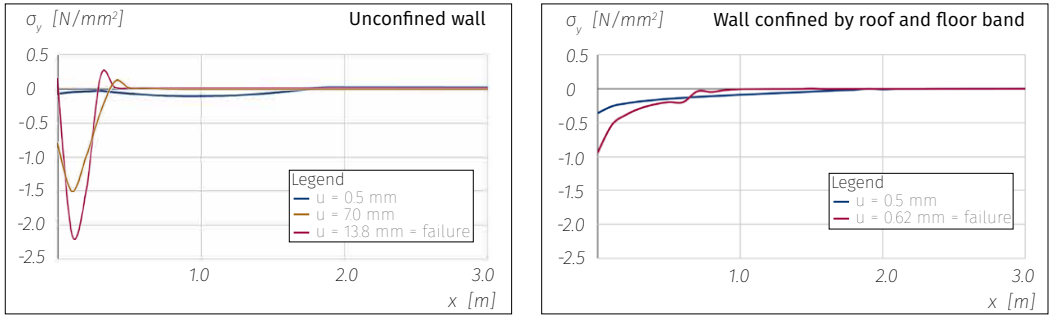 σy [N/mm²] Unconfined wall
0.5
0
-0.5
-1.0
-1.5
-2.0
-2.5
1.0 2.0 3.0
x [m]
Legend
u = 0.5 mm
u = 7.0 mm
u = 13.8 mm = failure
σy [N/mm²] Wall confined by roof and floor band
0.5
0
-0.5
-1.0
-1.5
-2.0
-2.5
1.0 2.0 3.0
x [m]
Legend
u = 0.5 mm
u = 0.62 mm = failure